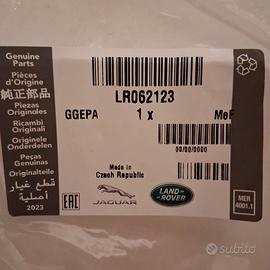 Genuine
Parts
Pièces
d'Origine
純正部品
Piezas
Originales
Ricambi
Originali
Originele
Onderdelen
Peças
Genuínas
Originalteile
قطع غيار
أصلية
2023
LR062123
GGEPA 1 x MeF
00/00/0000
Made in
Czech Republic
EAC
JAGUAR
LAND-
ROVER
MER
4001.1
subito